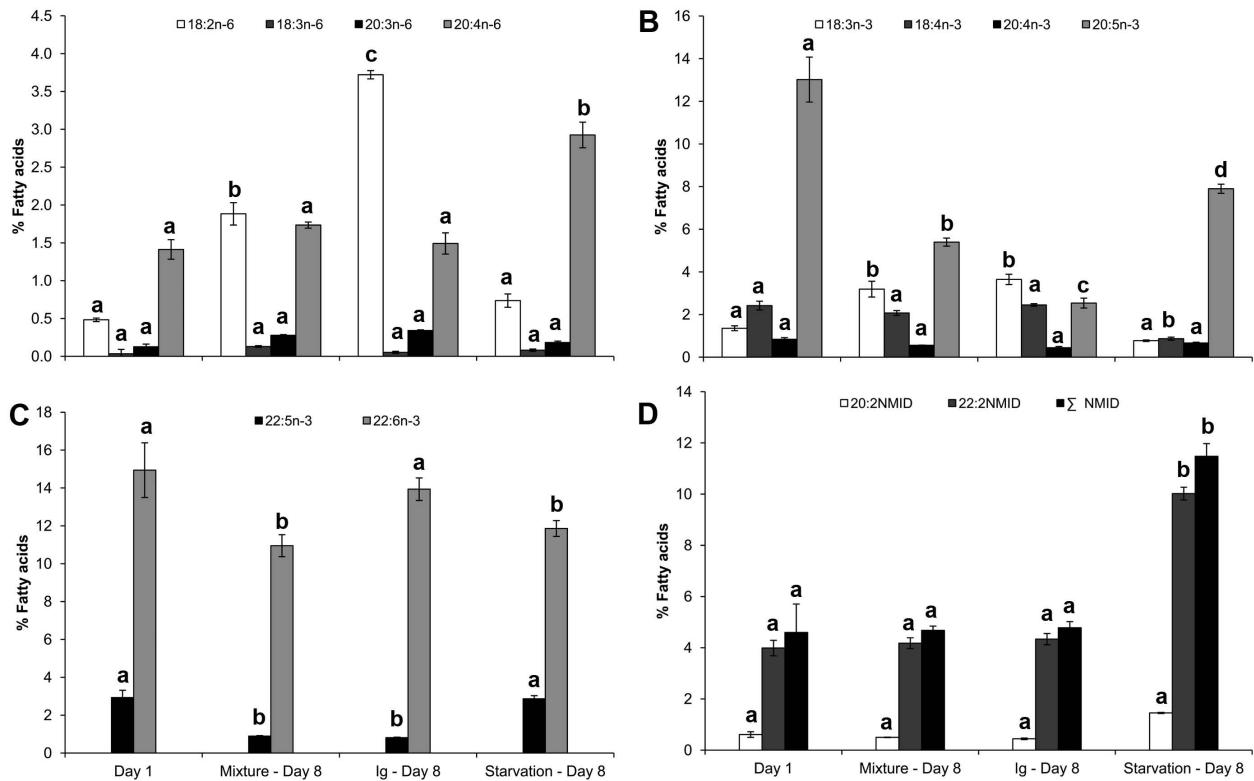 4.5
4.0
3.5
3.0
2.5
2.0
1.5
1.0
0.5
0.0
% Fatty acids
18:2n-6 18:3n-6 20:3n-6 20:4n-6
a a a a
b a a a
c a a a
a a a b
B
16
14
12
10
8
6
4
2
0
% Fatty acids
18:3n-3 18:4n-3 20:4n-3 20:5n-3
a a a a
b a a b
b a a c
a b a d
C
18
16
14
12
10
8
6
4
2
0
% Fatty acids
22:5n-3 22:6n-3
a a
b b
b a
a b
Day 1 Mixture - Day 8 Ig - Day 8 Starvation - Day 8
D
14
12
10
8
6
4
2
0
% Fatty acids
20:2NMID 22:2NMID ∑ NMID
a a a
a a a
a a a
a b b
Day 1 Mixture - Day 8 Ig - Day 8 Starvation - Day 8